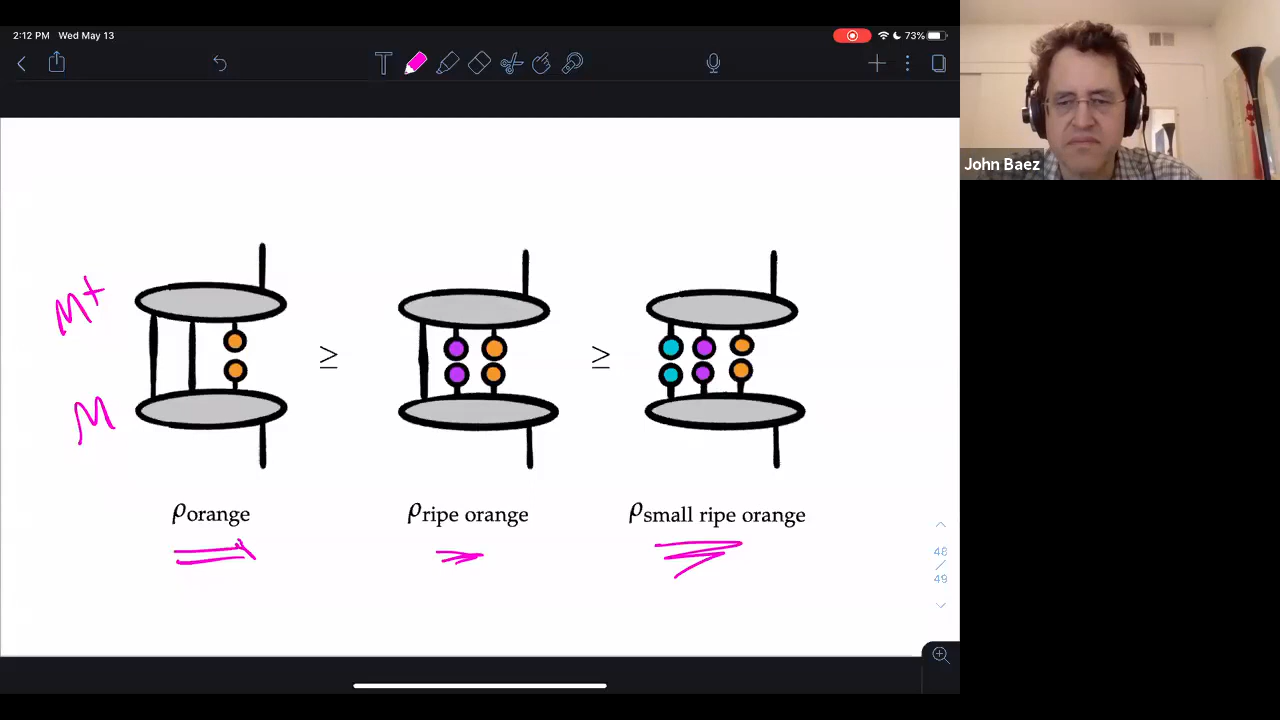 2:12 PM Wed May 13
73%
T
John Baez
M+
≥
≥
M
ρorange
ρripe orange
ρsmall ripe orange
48
/
49